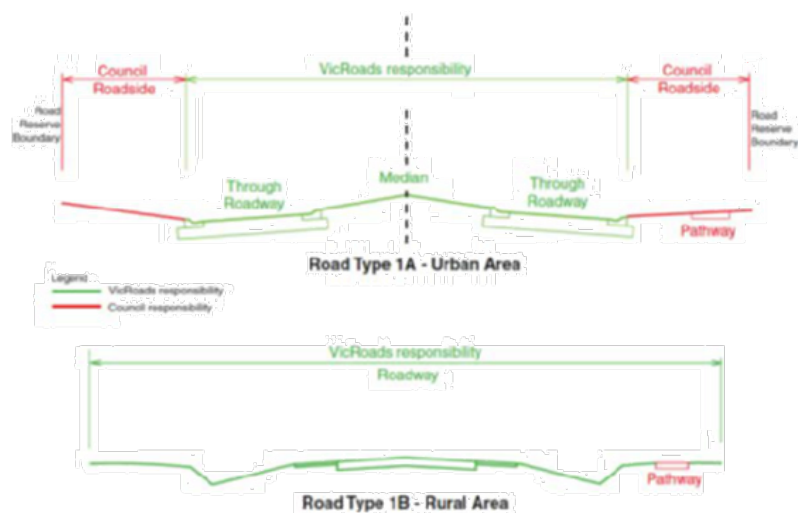 Council
Roadside
VicRoads responsibility
Council
Roadside
Road
Reserve
Boundary
Road
Reserve
Boundary
Through
Roadway
Median
Through
Roadway
Pathway
Road Type 1A - Urban Area
Legend
VicRoads responsibility
Council responsibility
VicRoads responsibility
Roadway
Pathway
Road Type 1B - Rural Area